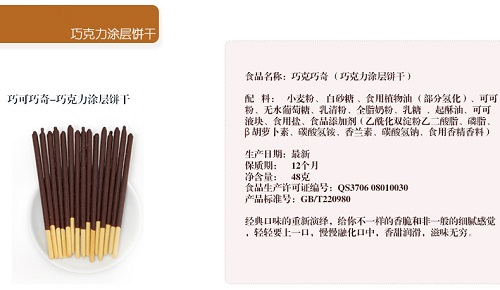 巧克力涂层饼干
巧可巧奇-巧克力涂层饼干
食品名称：巧克巧奇（巧克力涂层饼干）
配  料： 小麦粉、 白砂糖 、食用植物油（部分氢化）、可可
粉、无水葡萄糖、乳清粉、全脂奶粉、乳糖 、起酥油、可可
液块、食用盐、食品添加剂（乙酰化双淀粉己二酸酯、磷脂、
β胡萝卜素、碳酸氢铵、香兰素、碳酸氢钠、食用香精香料）
生产日期：最新
保质期：  12个月
净含量：  48克
食品生产许可证编号：QS3706 08010030
产品标准号：GB/T220980
经典口味的重新演绎，给你不一样的香脆和非一般的细腻感觉
，轻轻要上一口，慢慢融化口中，香甜润滑，滋味无穷。